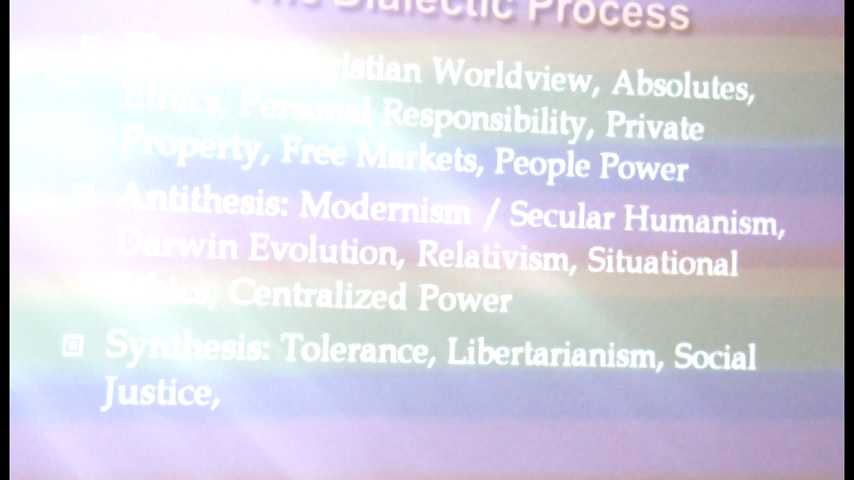 The Dialectic Process
Christian Worldview, Absolutes,
Ethics, Personal Responsibility, Private
Property, Free Markets, People Power
Antithesis: Modernism / Secular Humanism,
Darwin Evolution, Relativism, Situational
Ethics, Centralized Power
Synthesis: Tolerance, Libertarianism, Social
Justice,